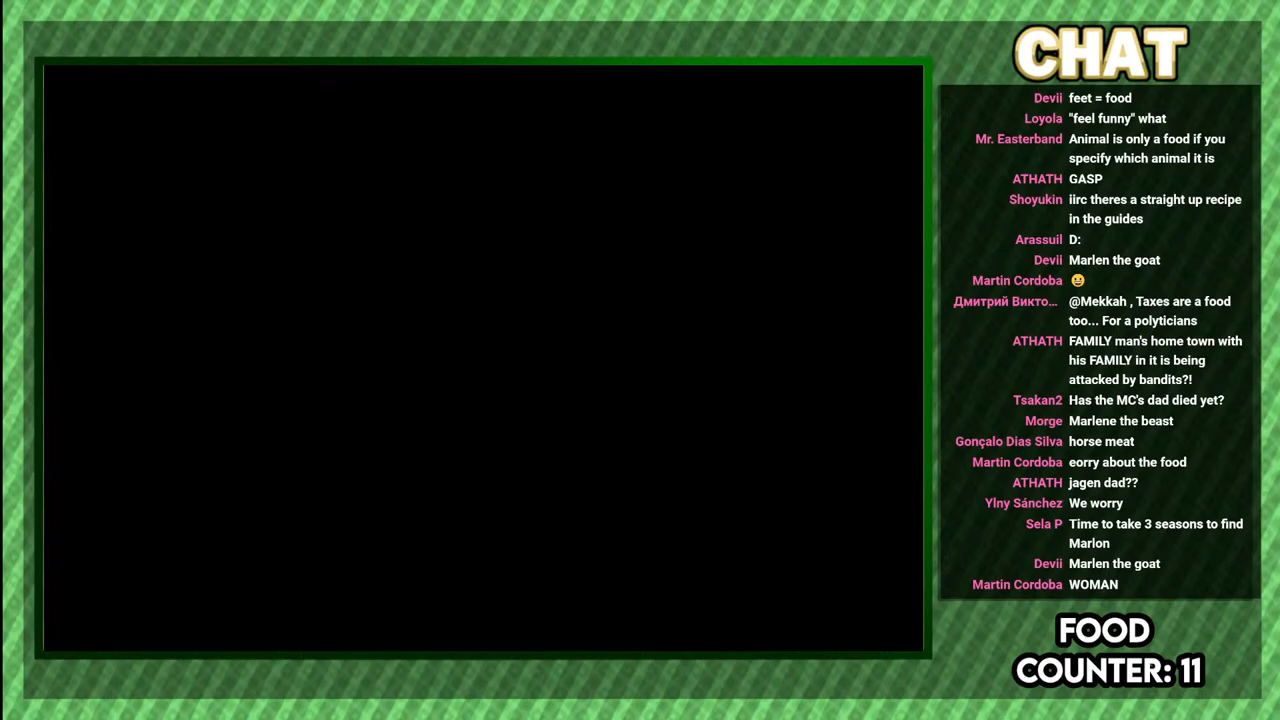 CHAT
Devii feet = food
Loyola "feel funny" what
Mr. Easterband Animal is only a food if you
specify which animal it is
ATHATH GASP
Shoyukin iirc theres a straight up recipe
in the guides
Arassuil D:
Devii Marlen the goat
Martin Cordoba 😀
Дмитрий Викто... @Mekkah , Taxes are a food
too... For a polyticians
ATHATH FAMILY man's home town with
his FAMILY in it is being
attacked by bandits?!
Tsakan2 Has the MC's dad died yet?
Morge Marlene the beast
Gonçalo Dias Silva horse meat
Martin Cordoba eorry about the food
ATHATH jagen dad??
Ylny Sánchez We worry
Sela P Time to take 3 seasons to find
Marlon
Devii Marlen the goat
Martin Cordoba WOMAN
FOOD
COUNTER: 11